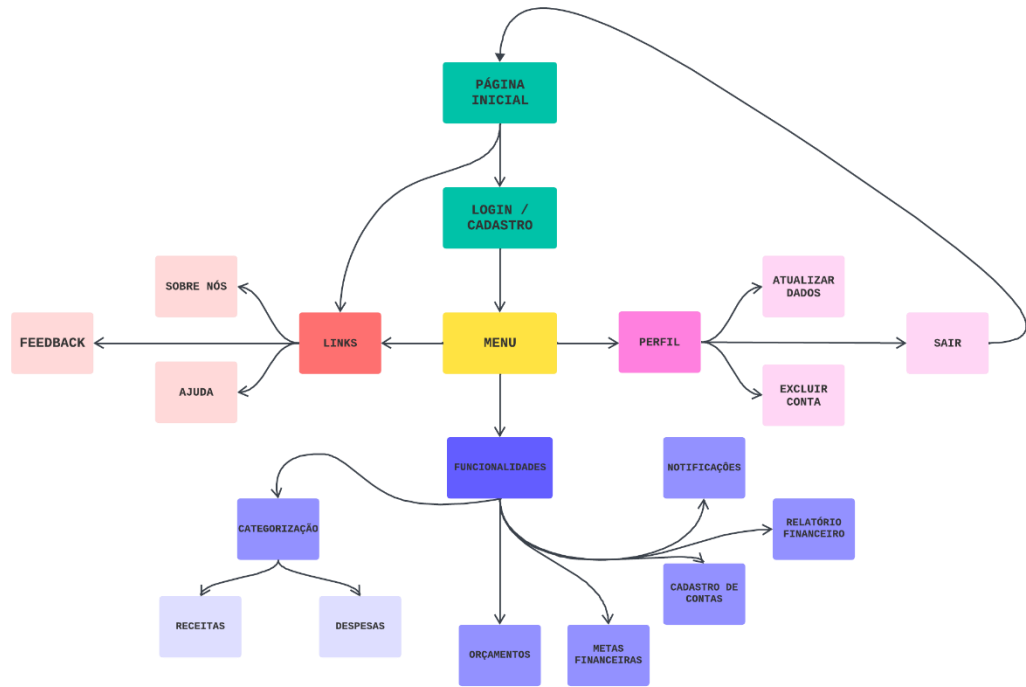 PÁGINA
INICIAL
LOGIN /
CADASTRO
SOBRE NÓS
ATUALIZAR
DADOS
FEEDBACK
LINKS
MENU
PERFIL
SAIR
AJUDA
EXCLUIR
CONTA
FUNCIONALIDADES
NOTIFICAÇÕES
CATEGORIZAÇÃO
RELATÓRIO
FINANCEIRO
CADASTRO DE
CONTAS
RECEITAS
DESPESAS
ORÇAMENTOS
METAS
FINANCEIRAS